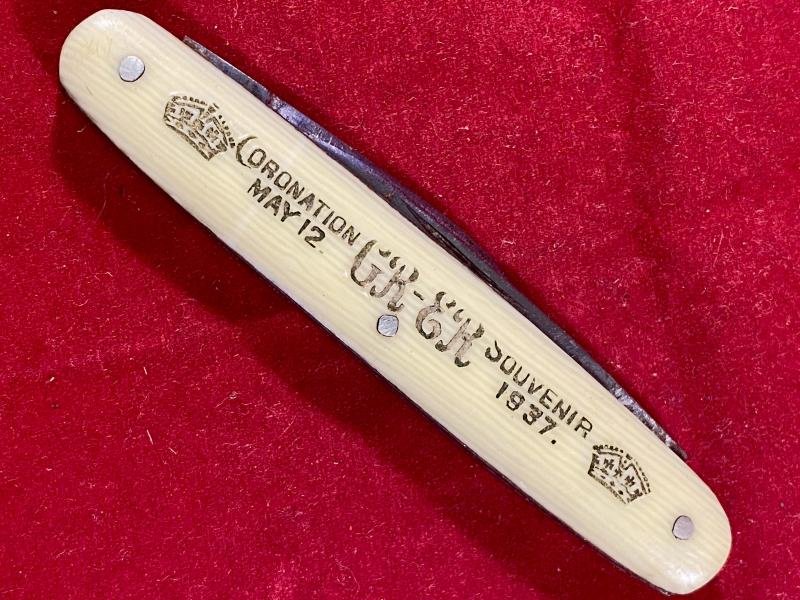 CORONATION
MAY 12.
GR-ER
SOUVENIR
1937.